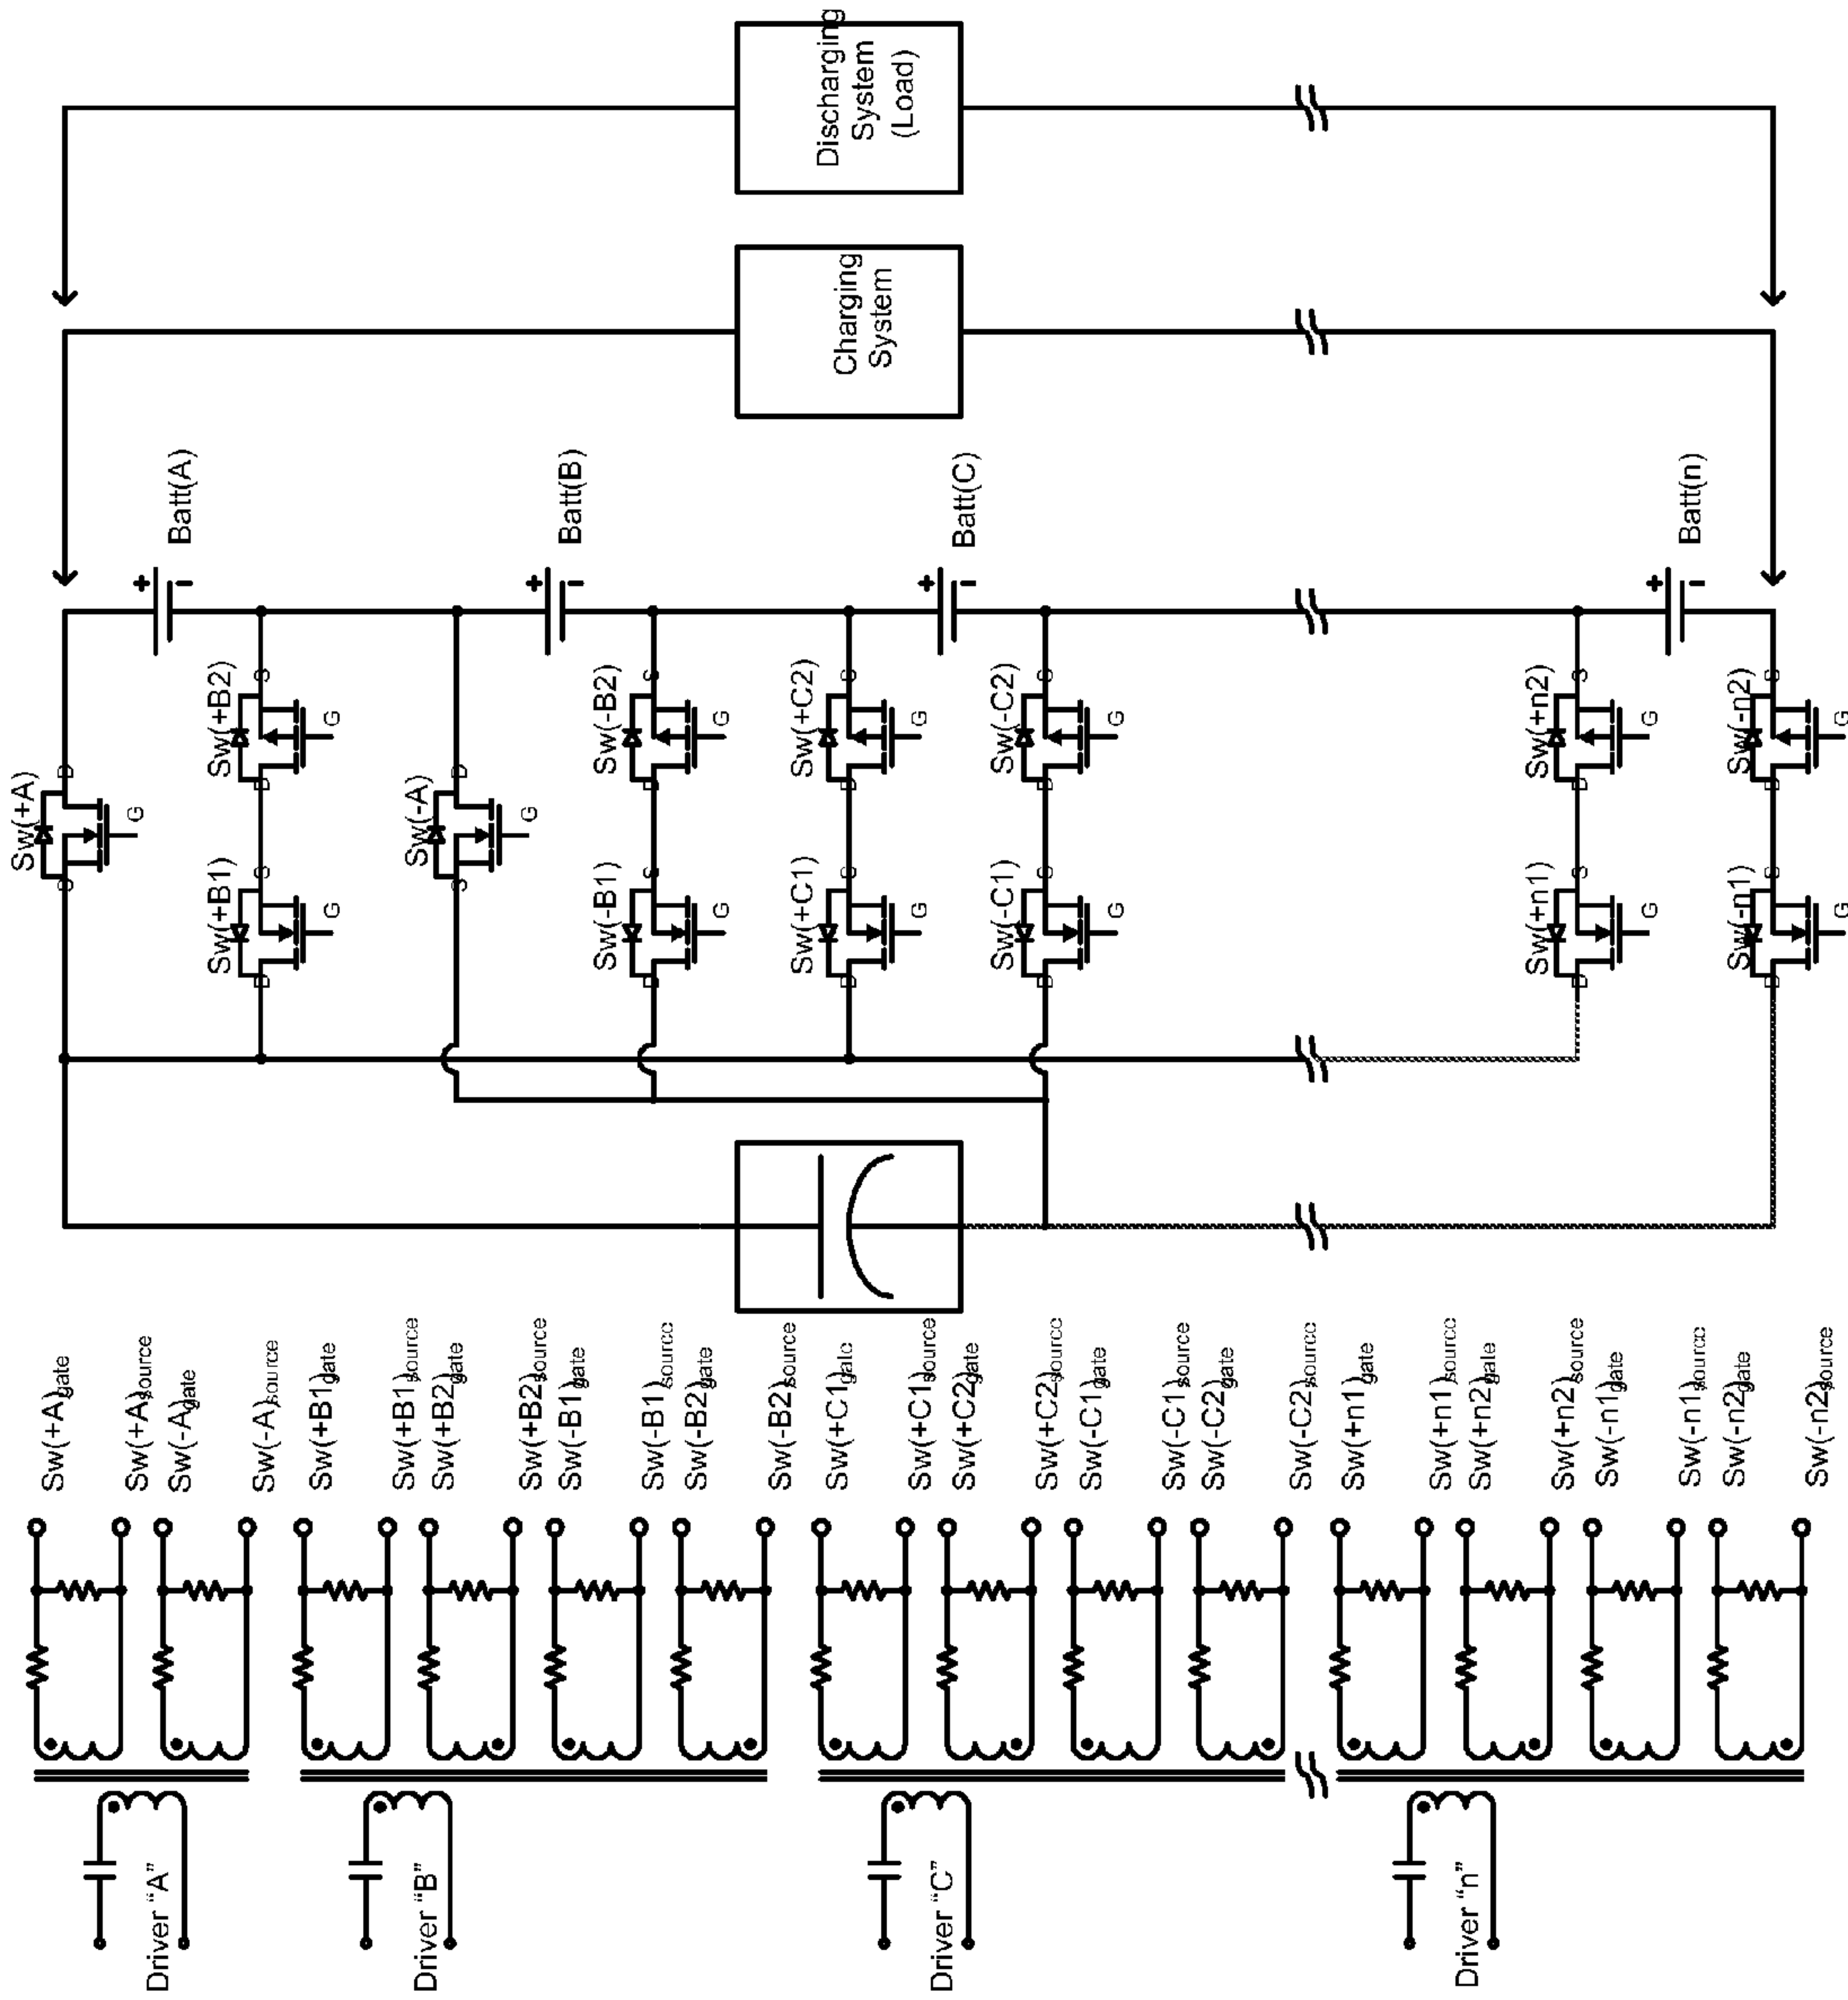 Discharging
System
(Load)
Charging
System
Batt(A)
Batt(B)
Batt(C)
Batt(n)
+
-
+
-
+
-
+
-
Sw(+A)
D
S
G
Sw(+B2)
S
D
G
Sw(+B1)
S
D
G
Sw(-A)
D
S
G
Sw(-B2)
S
D
G
Sw(-B1)
S
D
G
Sw(+C2)
S
D
G
Sw(+C1)
S
D
G
Sw(-C2)
S
D
G
Sw(-C1)
S
D
G
Sw(+n2)
S
D
G
Sw(+n1)
S
D
G
Sw(-n2)
S
D
G
Sw(-n1)
S
D
G
Sw(+A)gate
Sw(+A)source
Sw(-A)gate
Sw(-A)source
Sw(+B1)gate
Sw(+B1)source
Sw(+B2)gate
Sw(+B2)source
Sw(-B1)gate
Sw(-B1)source
Sw(-B2)gate
Sw(-B2)source
Sw(+C1)gate
Sw(+C1)source
Sw(+C2)gate
Sw(+C2)source
Sw(-C1)gate
Sw(-C1)source
Sw(-C2)gate
Sw(-C2)source
Sw(+n1)gate
Sw(+n1)source
Sw(+n2)gate
Sw(+n2)source
Sw(-n1)gate
Sw(-n1)source
Sw(-n2)gate
Sw(-n2)source
Driver “A”
Driver “B”
Driver “C”
Driver “n”